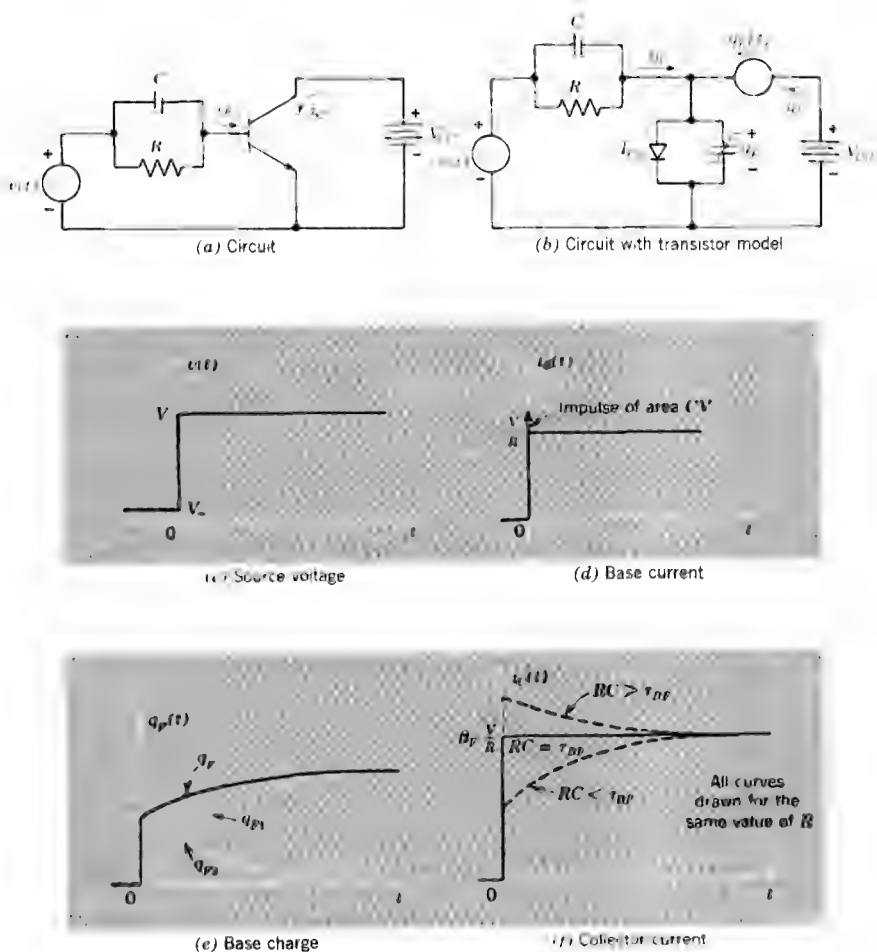 C
R
+
−
(a) Circuit
C
R
+
−
+
−
+
−
(b) Circuit with transistor model
V
0
t
(c) Source voltage
Impulse of area CV
V
R
0
t
(d) Base current
q_F(t)
q_F
q_F1
q_F2
0
t
(e) Base charge
RC > τ_BF
β_F V/R
RC = τ_BF
RC < τ_BF
All curves
drawn for the
same value of R
0
t
(f) Collector current